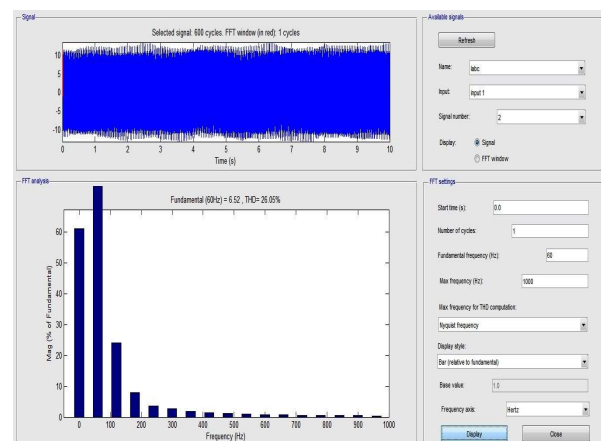 Signal
Selected signal: 600 cycles. FFT window (in red): 1 cycles
10
5
0
-5
-10
0 1 2 3 4 5 6 7 8 9 10
Time (s)
Available signals
Refresh
Name: Iabc
Input: input 1
Signal number: 2
Display: Signal
FFT window
FFT analysis
Fundamental (60Hz) = 6.52 , THD= 26.05%
60
50
40
30
20
10
0
Mag (% of Fundamental)
0 100 200 300 400 500 600 700 800 900 1000
Frequency (Hz)
FFT settings
Start time (s): 0.0
Number of cycles: 1
Fundamental frequency (Hz): 60
Max frequency (Hz): 1000
Max frequency for THD computation:
Nyquist frequency
Display style:
Bar (relative to fundamental)
Base value: 1.0
Frequency axis: Hertz
Display Close